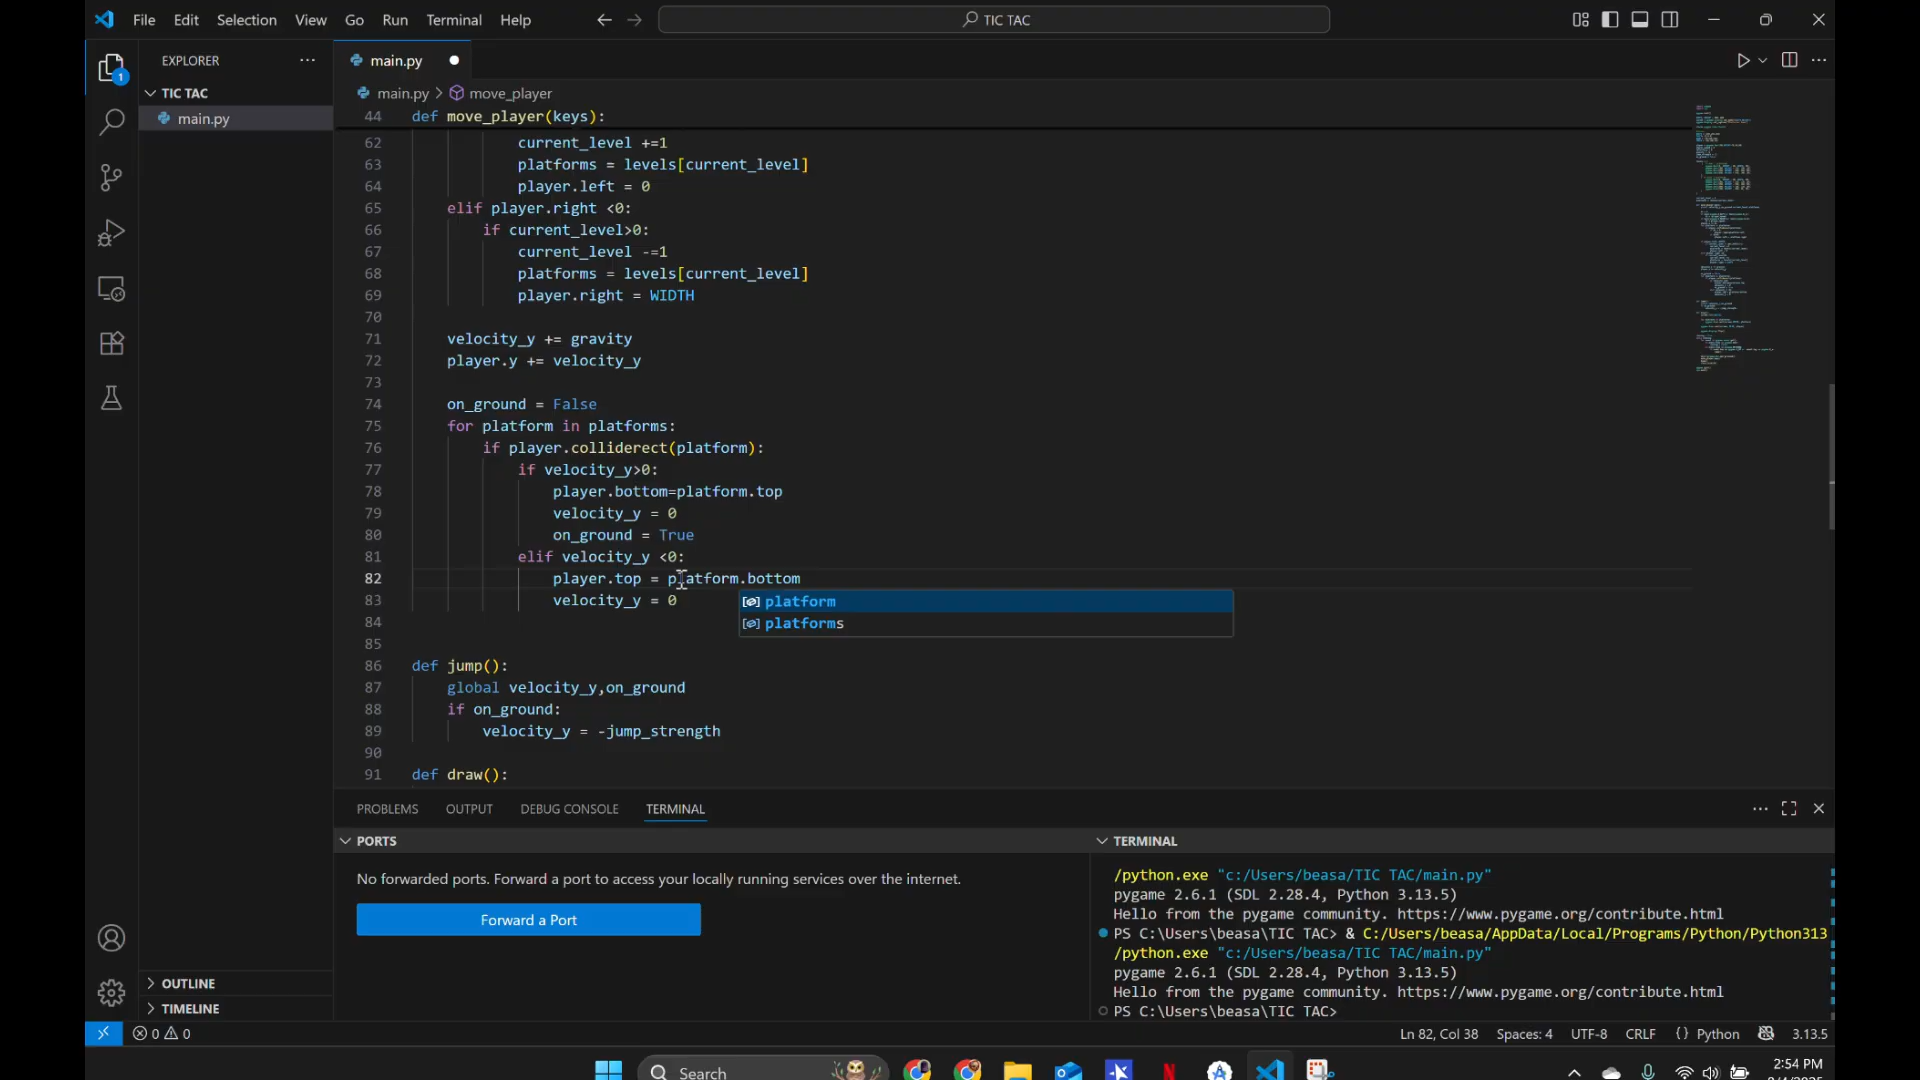 File Edit Selection View Go Run Terminal Help
TIC TAC
EXPLORER
main.py
TIC TAC
main.py > move_player
1
main.py
44 def move_player(keys):
62 current_level +=1
63 platforms = levels[current_level]
64 player.left = 0
65 elif player.right <0:
66 if current_level>0:
67 current_level -=1
68 platforms = levels[current_level]
69 player.right = WIDTH
70
71 velocity_y += gravity
72 player.y += velocity_y
73
74 on_ground = False
75 for platform in platforms:
76 if player.colliderect(platform):
77 if velocity_y>0:
78 player.bottom=platform.top
79 velocity_y = 0
80 on_ground = True
81 elif velocity_y <0:
82 player.top = platform.bottom
83 velocity_y = 0
platform
platforms
84
85
86 def jump():
87 global velocity_y,on_ground
88 if on_ground:
89 velocity_y = -jump_strength
90
91 def draw():
PROBLEMS OUTPUT DEBUG CONSOLE TERMINAL
PORTS
No forwarded ports. Forward a port to access your locally running services over the internet.
Forward a Port
TERMINAL
/python.exe "c:/Users/beasa/TIC TAC/main.py"
pygame 2.6.1 (SDL 2.28.4, Python 3.13.5)
Hello from the pygame community. https://www.pygame.org/contribute.html
PS C:\Users\beasa\TIC TAC> & C:/Users/beasa/AppData/Local/Programs/Python/Python313
/python.exe "c:/Users/beasa/TIC TAC/main.py"
pygame 2.6.1 (SDL 2.28.4, Python 3.13.5)
Hello from the pygame community. https://www.pygame.org/contribute.html
PS C:\Users\beasa\TIC TAC>
OUTLINE
TIMELINE
0 0
Ln 82, Col 38 Spaces: 4 UTF-8 CRLF {} Python 3.13.5
Search
2:54 PM